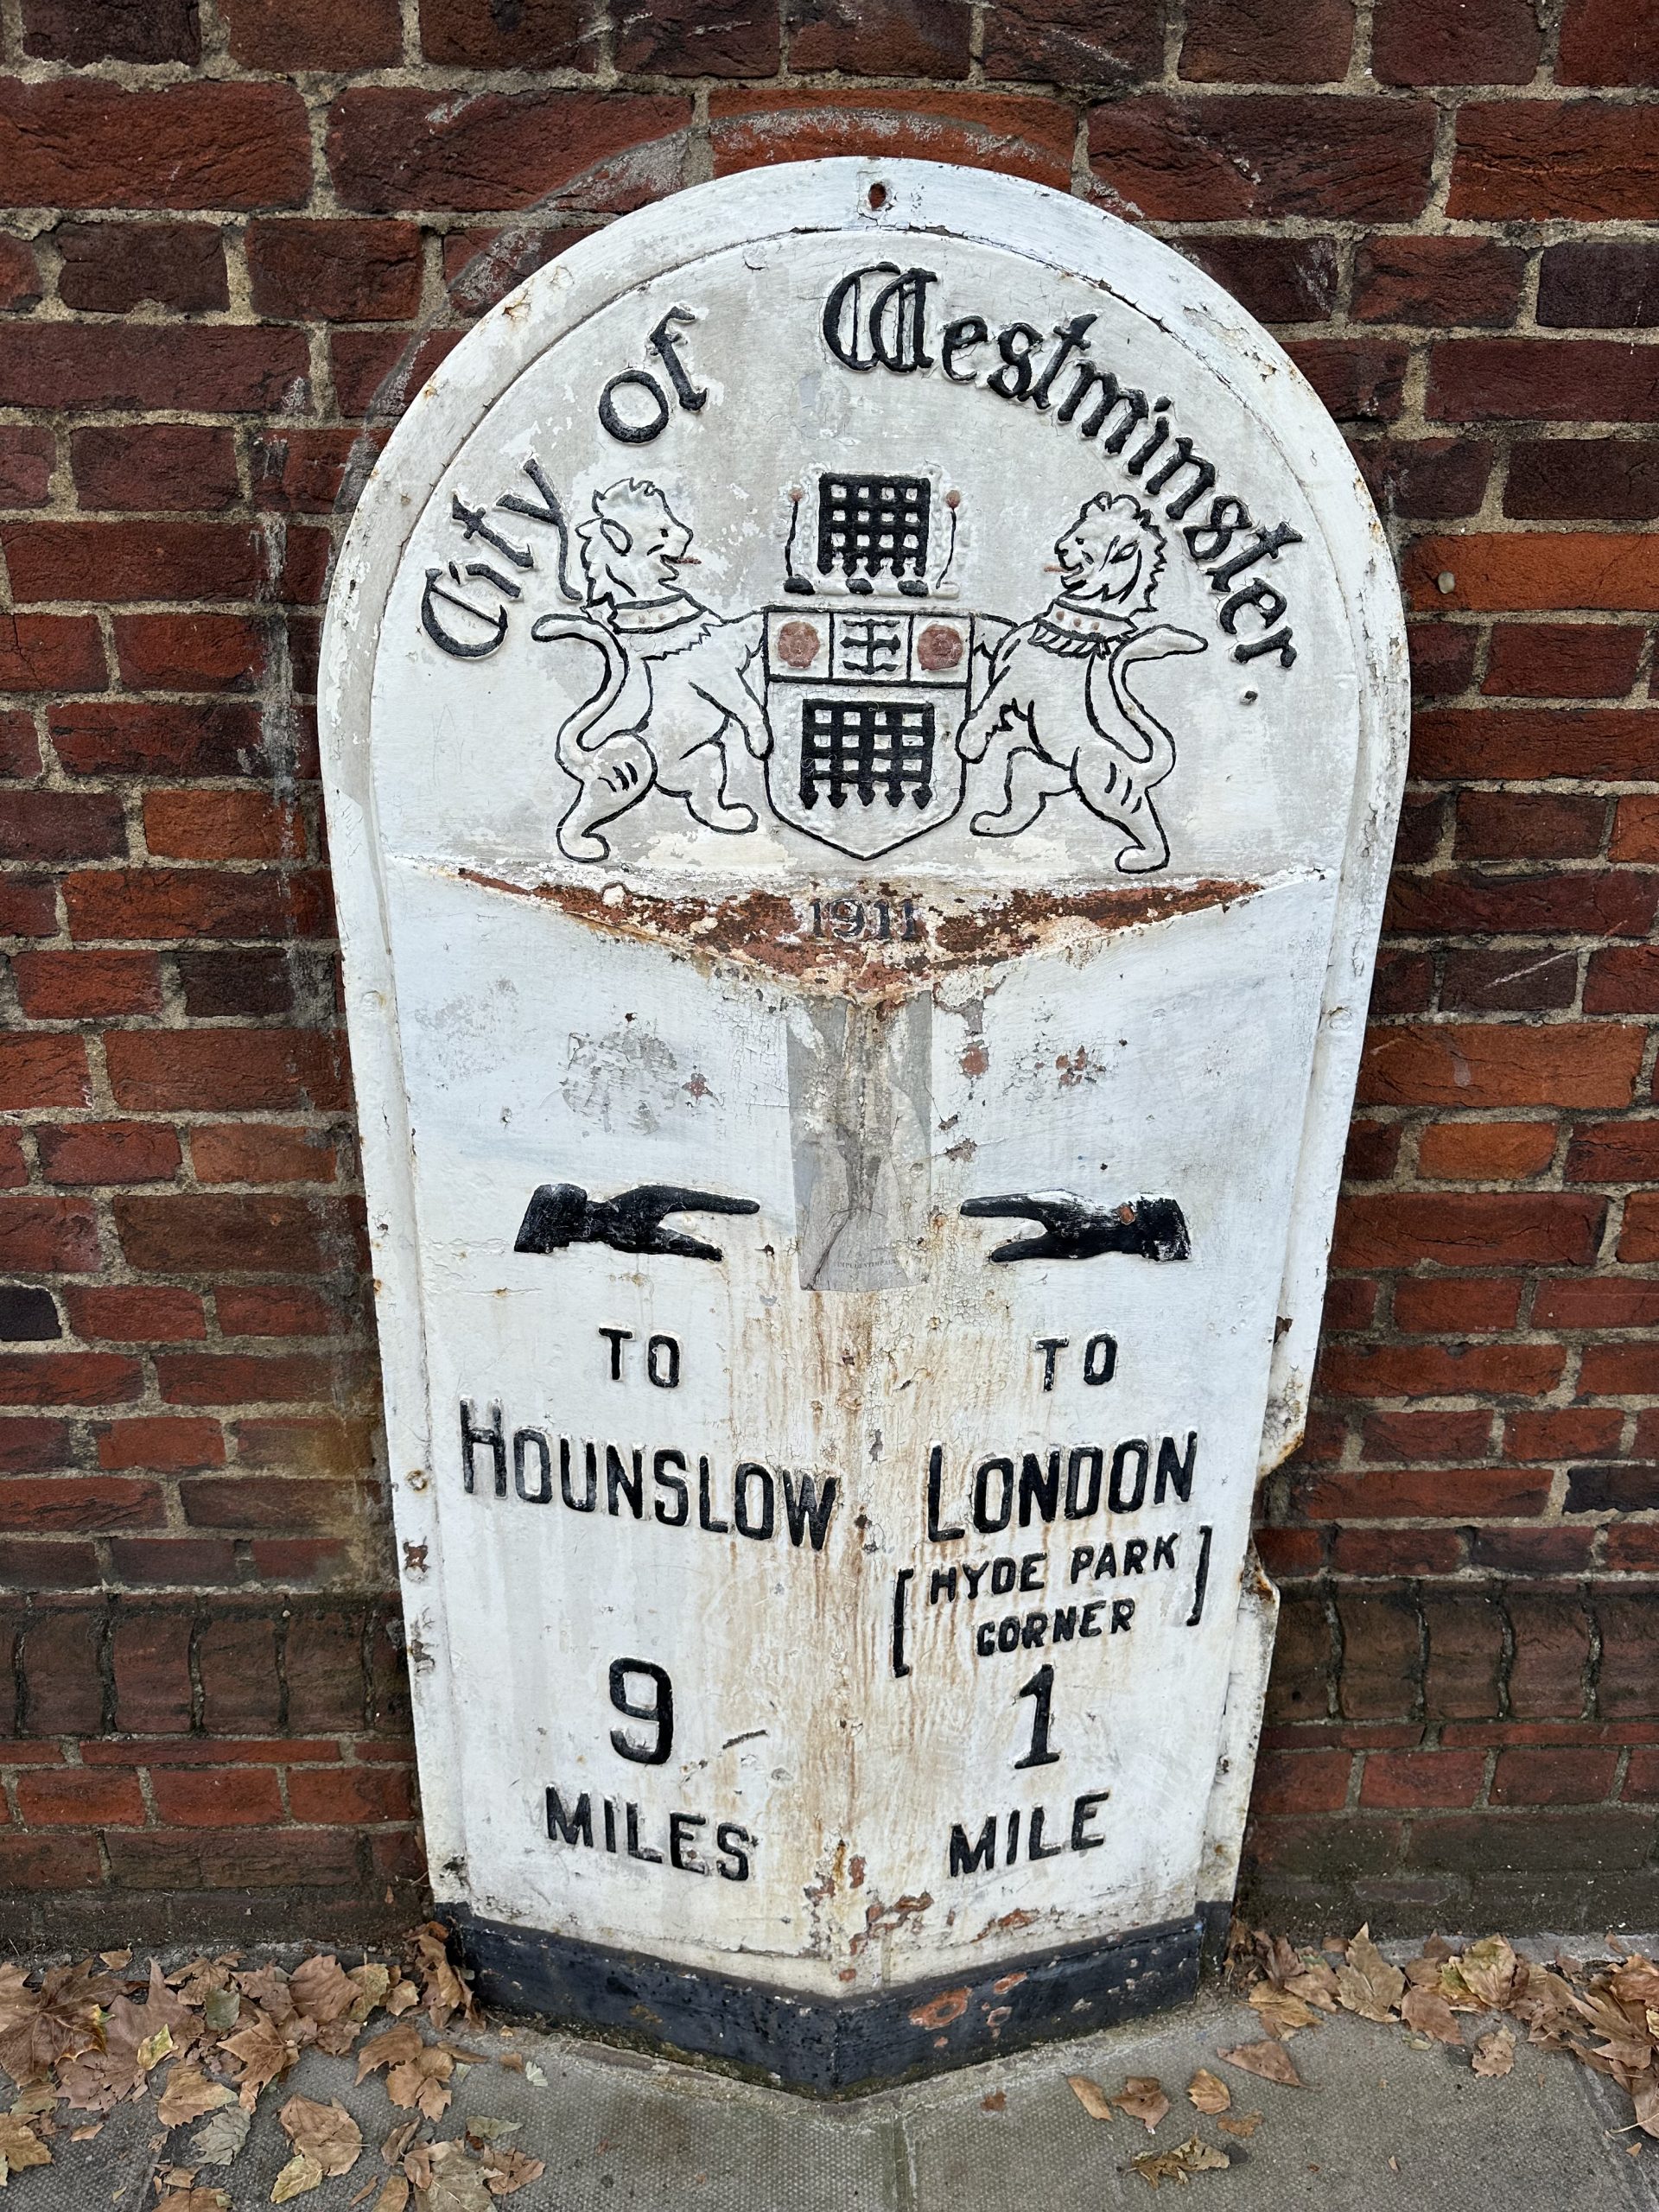 City of Westminster.
1911
TO
HOUNSLOW
9
MILES
TO
LONDON
[HYDE PARK
CORNER]
1
MILE